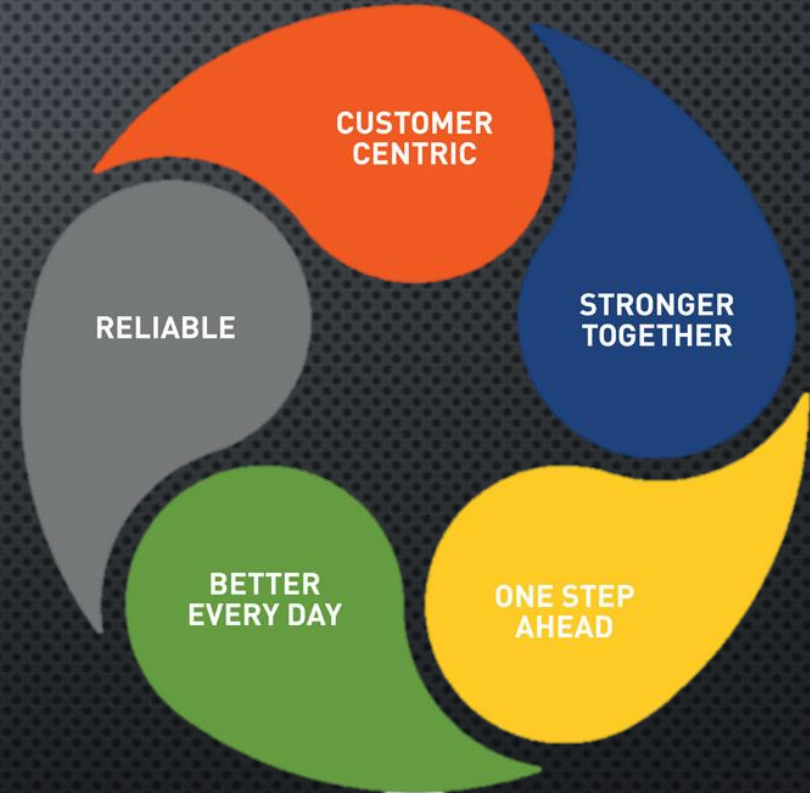 CUSTOMER
CENTRIC
STRONGER
TOGETHER
ONE STEP
AHEAD
BETTER
EVERY DAY
RELIABLE